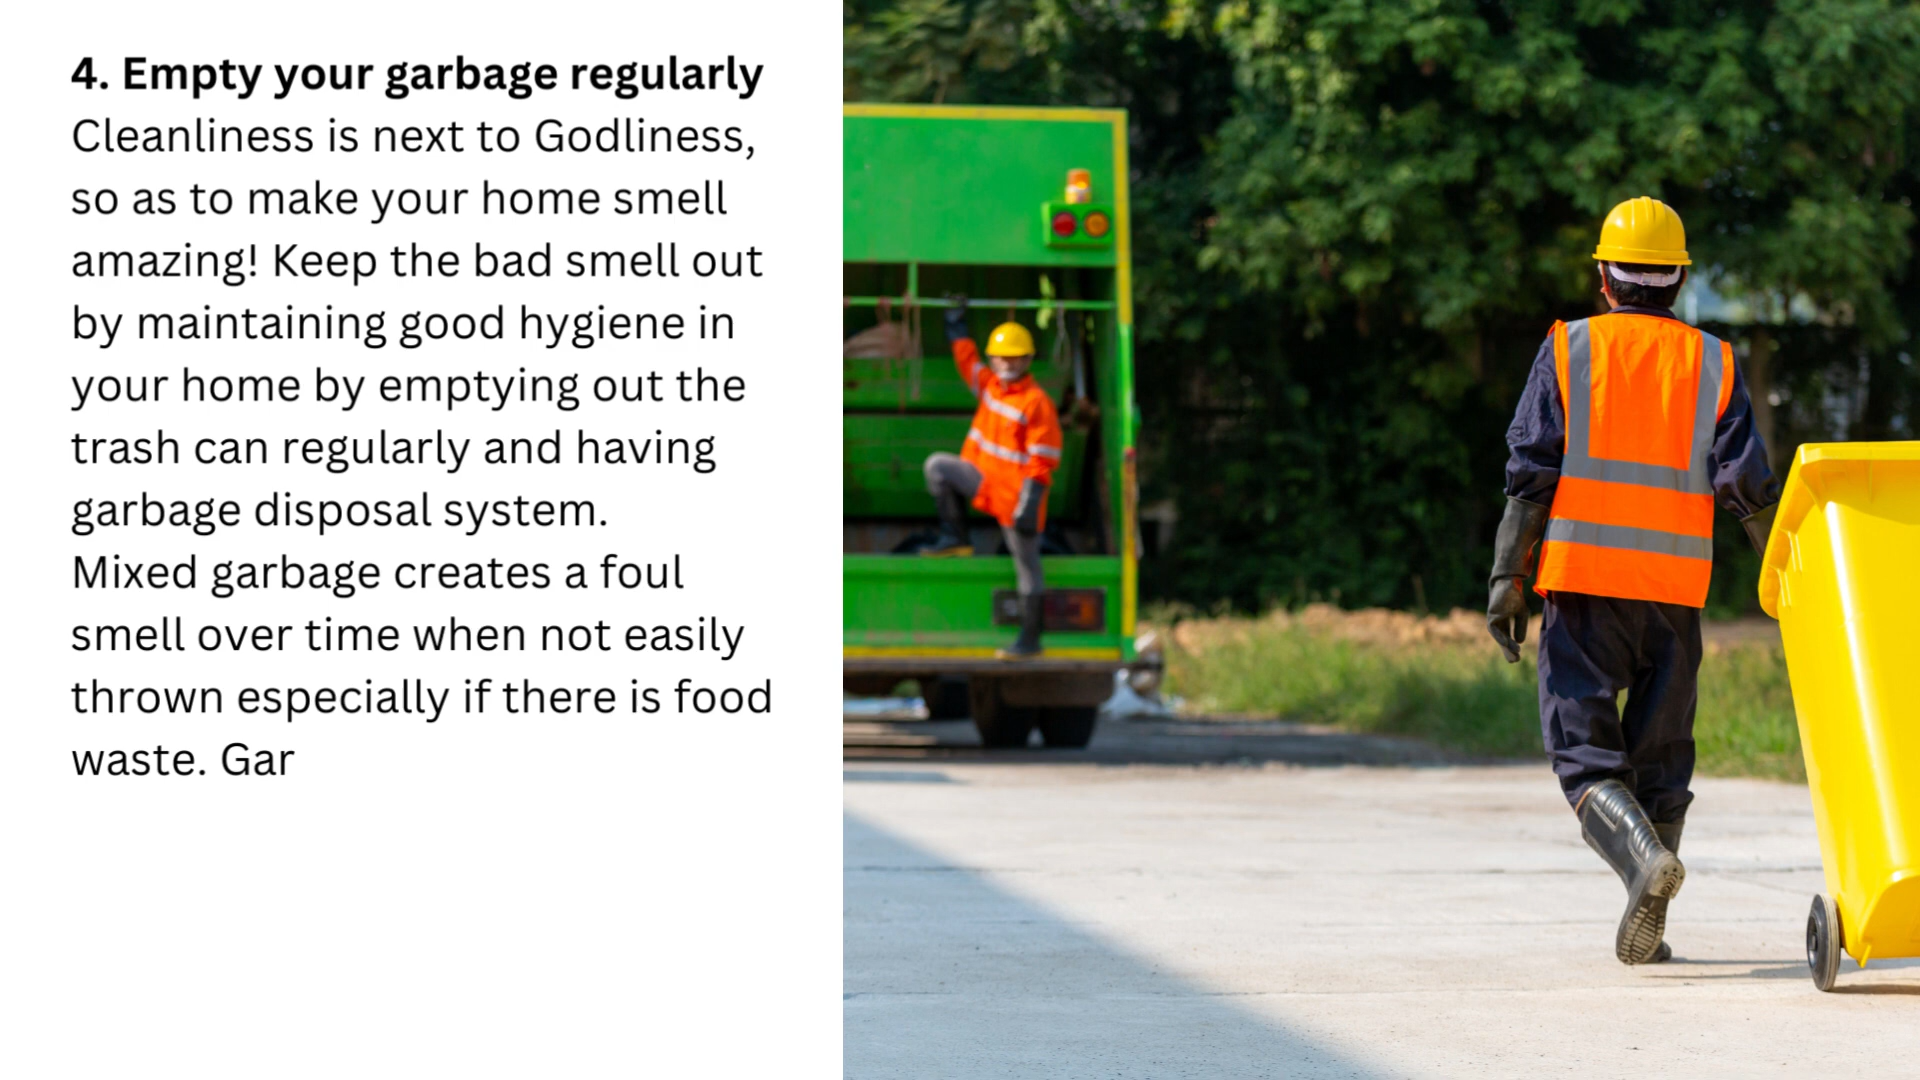 4. Empty your garbage regularly
Cleanliness is next to Godliness,
so as to make your home smell
amazing! Keep the bad smell out
by maintaining good hygiene in
your home by emptying out the
trash can regularly and having
garbage disposal system.
Mixed garbage creates a foul
smell over time when not easily
thrown especially if there is food
waste. Gar